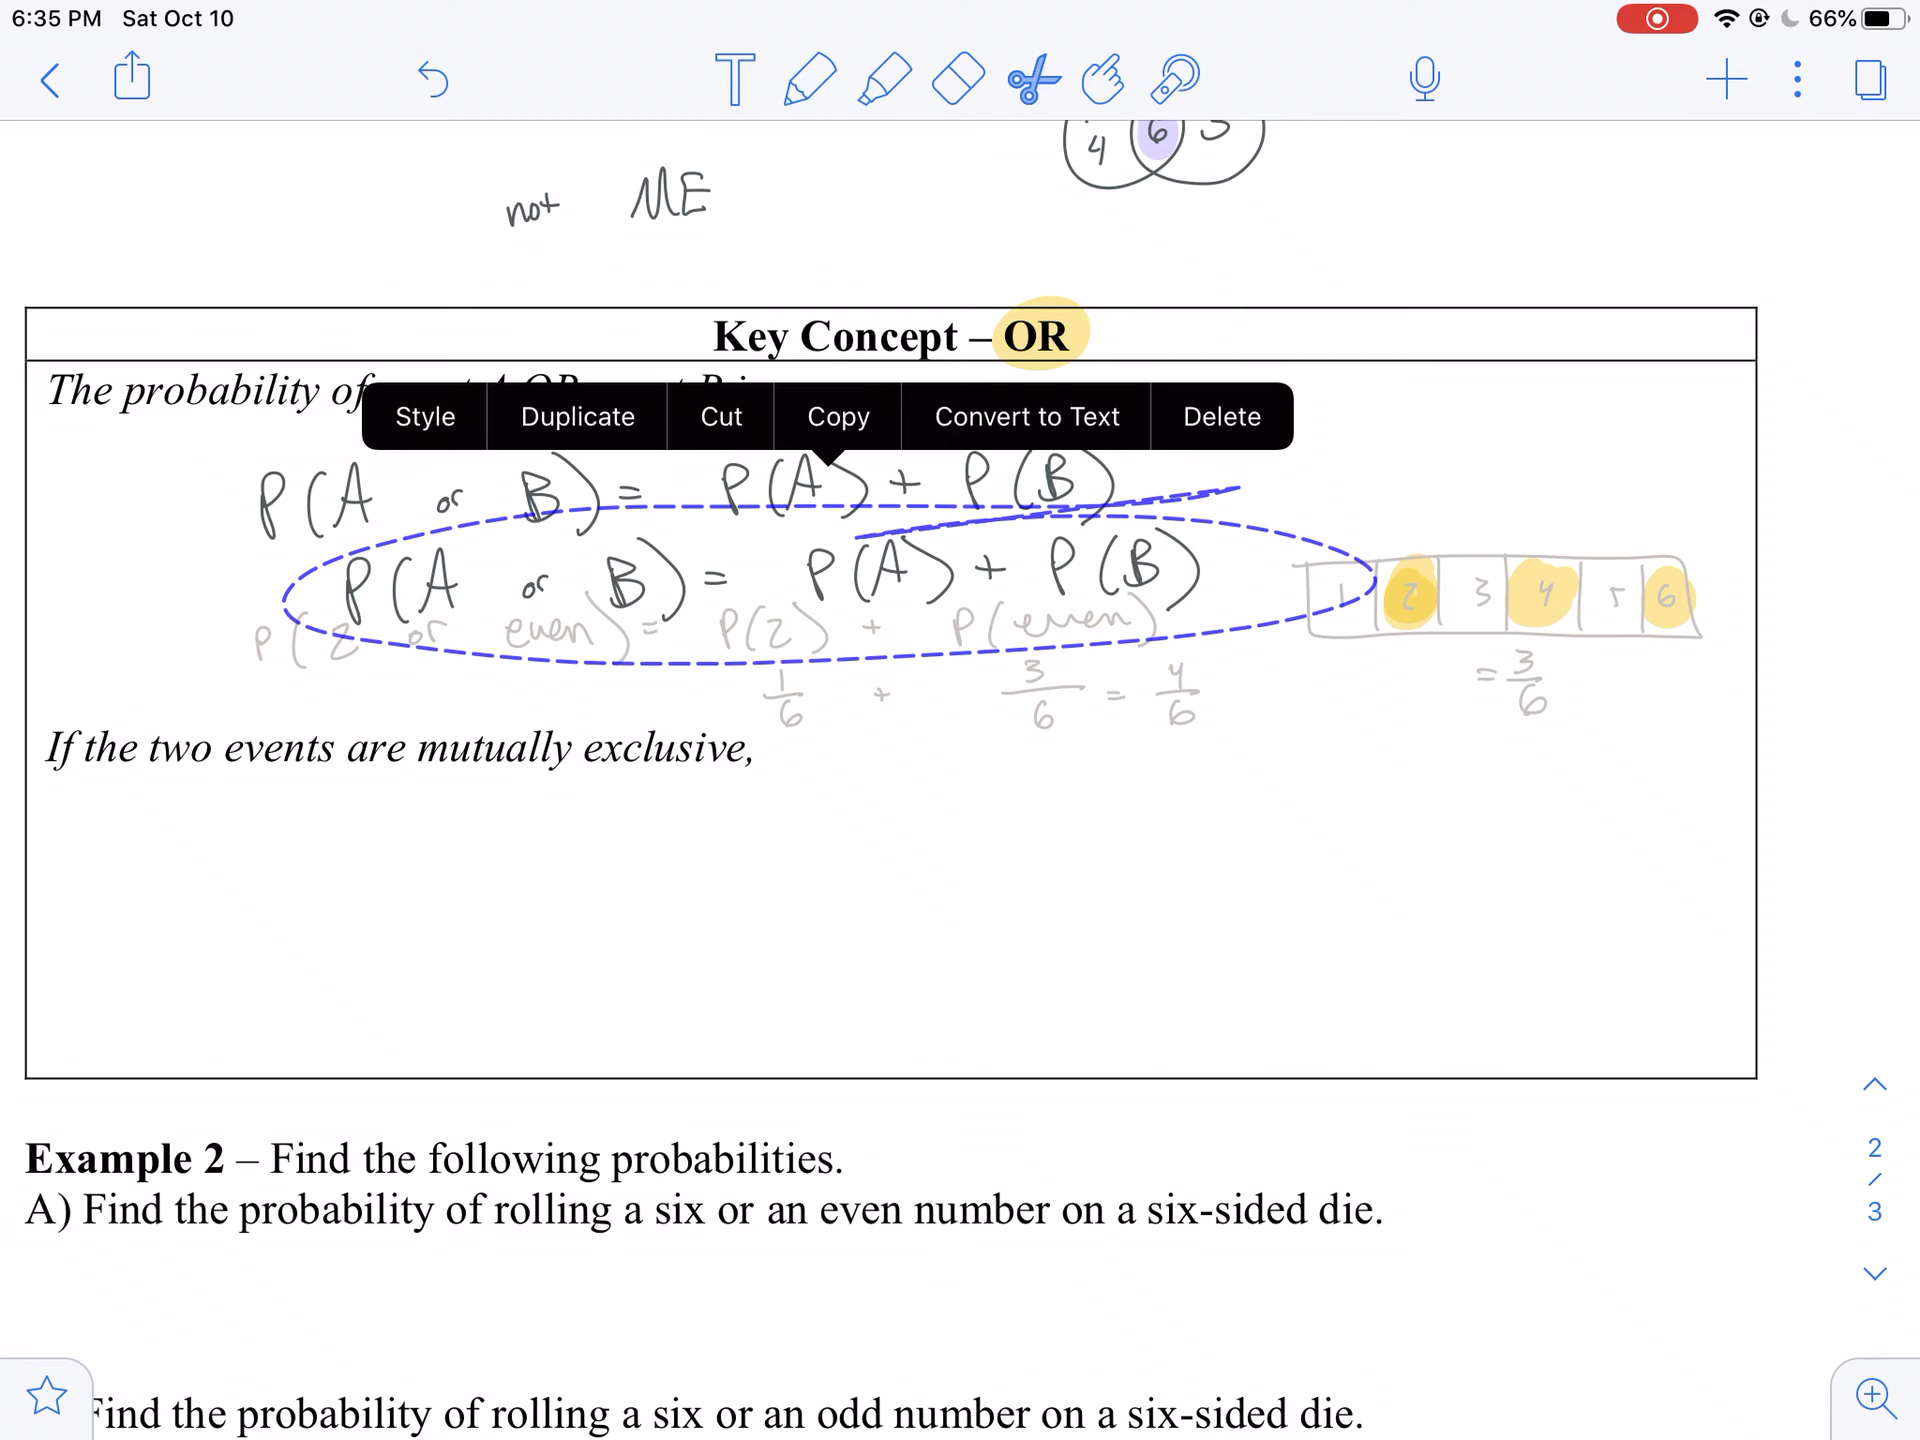 6:35 PM Sat Oct 10 66%
4 6
not ME
Key Concept – OR
The probability of
Style Duplicate Cut Copy Convert to Text Delete
P(A or B) = P(A) + P(B)
P(A or B) = P(A) + P(B)
1 2 3 4 5 6
P(2 or even) = P(2) + P(even)
1/6 + 3/6 = 4/6
= 3/6
If the two events are mutually exclusive,
Example 2 – Find the following probabilities.
A) Find the probability of rolling a six or an even number on a six-sided die.
2
/
3
Find the probability of rolling a six or an odd number on a six-sided die.